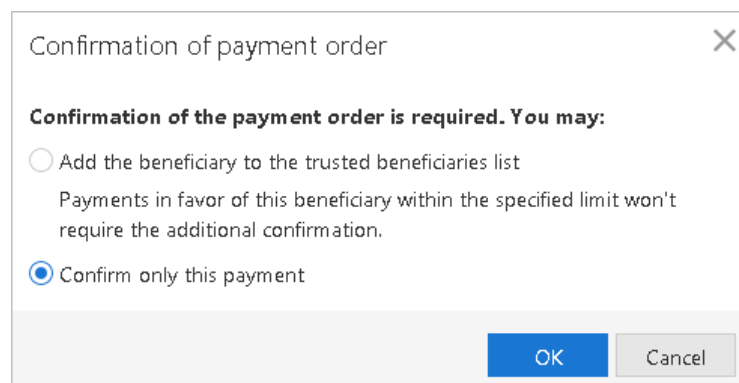 Confirmation of payment order
Confirmation of the payment order is required. You may:
Add the beneficiary to the trusted beneficiaries list
Payments in favor of this beneficiary within the specified limit won't
require the additional confirmation.
Confirm only this payment
OK
Cancel